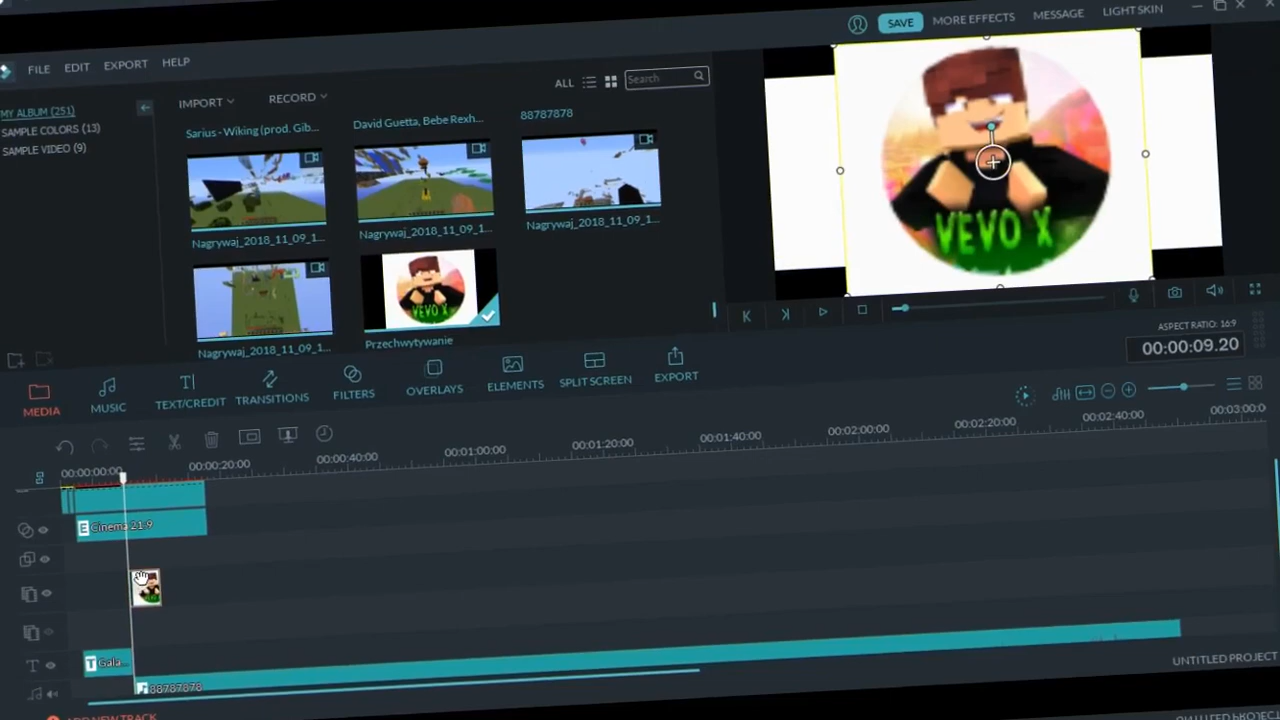 SAVE
MORE EFFECTS
MESSAGE
LIGHT SKIN
FILE
EDIT
EXPORT
HELP
MY ALBUM (251)
SAMPLE COLORS (13)
SAMPLE VIDEO (9)
IMPORT
RECORD
ALL
Search
Sarius - Wiking (prod. Gib...
David Guetta, Bebe Rexh...
88787878
Nagrywaj_2018_11_09_1...
Nagrywaj_2018_11_09_1...
Nagrywaj_2018_11_09_1...
Nagrywaj_2018_11_09_1...
VEVO X
Przechwytywanie
VEVO X
ASPECT RATIO: 16:9
00:00:09.20
MEDIA
MUSIC
TEXT/CREDIT
TRANSITIONS
FILTERS
OVERLAYS
ELEMENTS
SPLIT SCREEN
EXPORT
00:00:00:00
00:00:20:00
00:00:40:00
00:01:00:00
00:01:20:00
00:01:40:00
00:02:00:00
00:02:20:00
00:02:40:00
00:03:00:0
E Cinema 21:9
T Gala...
88787878
ADD NEW TRACK
UNTITLED PROJECT